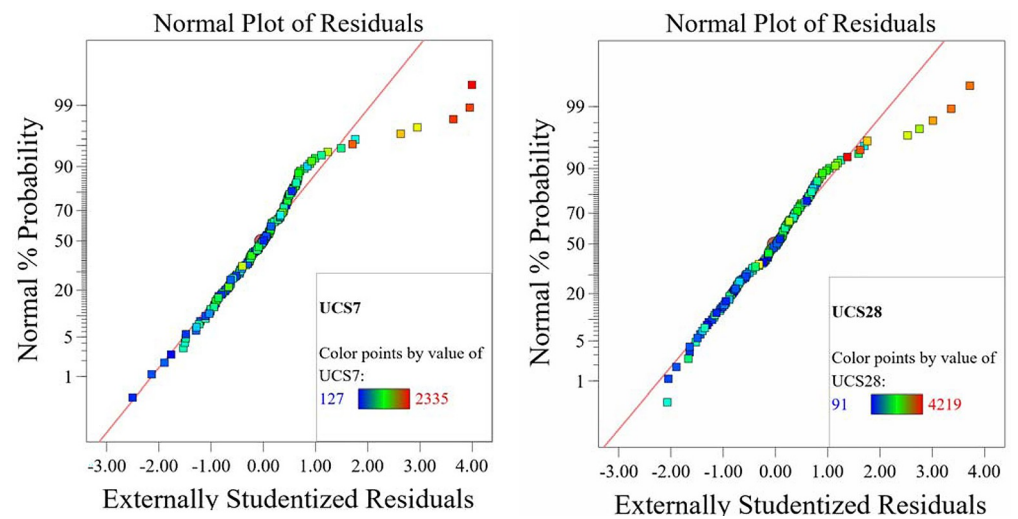 Normal Plot of Residuals
Normal % Probability
99
90
70
50
20
5
1
UCS7
Color points by value of
UCS7:
127 2335
-3.00 -2.00 -1.00 0.00 1.00 2.00 3.00 4.00
Externally Studentized Residuals
Normal Plot of Residuals
Normal % Probability
99
90
70
50
20
5
1
UCS28
Color points by value of
UCS28:
91 4219
-3.00 -2.00 -1.00 0.00 1.00 2.00 3.00 4.00
Externally Studentized Residuals